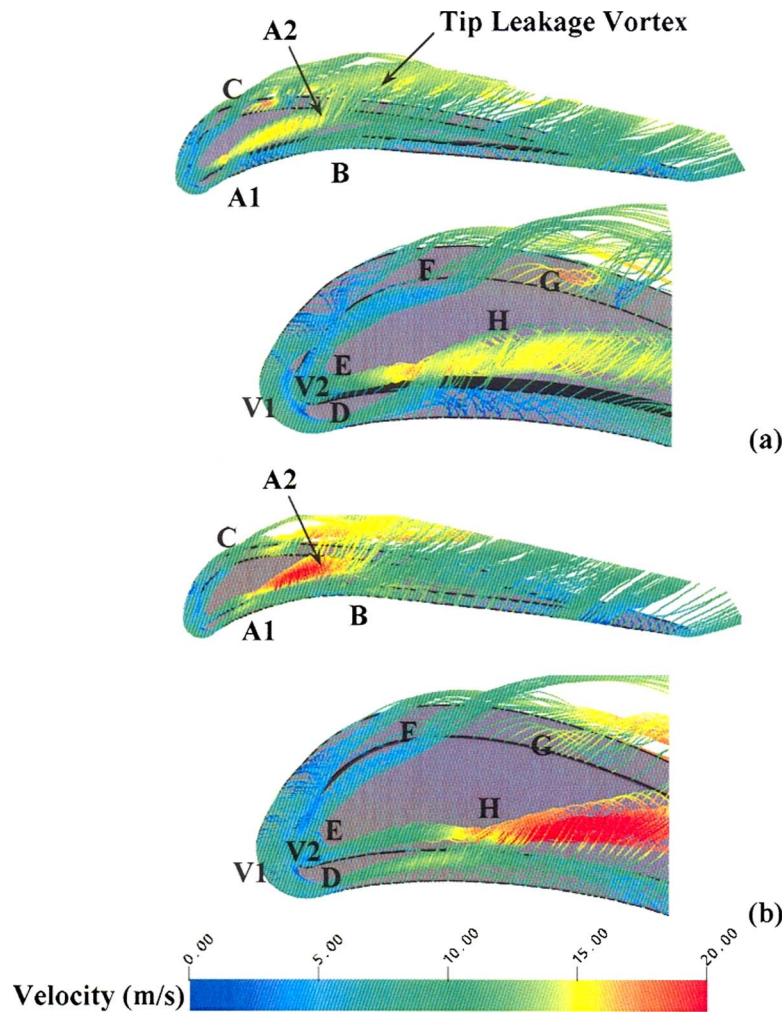 A2
Tip Leakage Vortex
C
B
A1
F
G
H
E
V2
V1
D
(a)
A2
C
B
A1
F
G
H
E
V2
V1
D
(b)
0.00 5.00 10.00 15.00 20.00
Velocity (m/s)